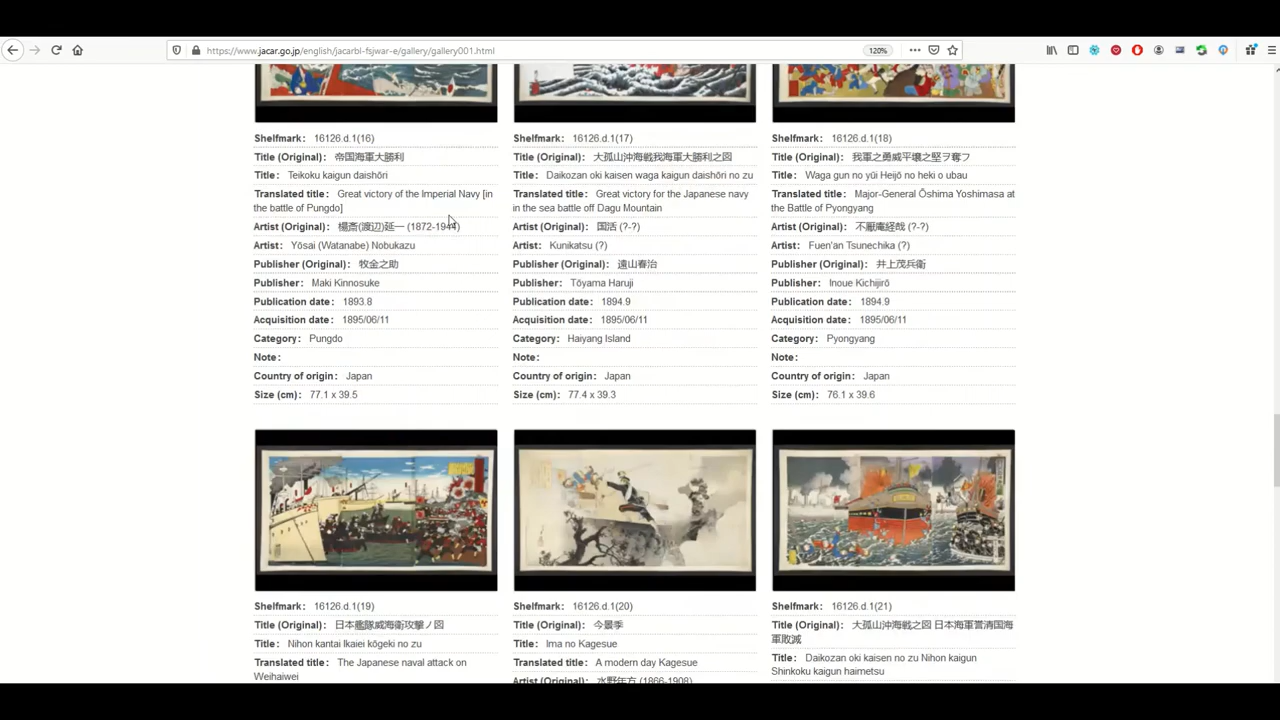 https://www.jacar.go.jp/english/jacarbl-fsjwar-e/gallery/gallery001.html
120%
Shelfmark: 16126.d.1(16)
Title (Original): 帝国海軍大勝利
Title: Teikoku kaigun daishōri
Translated title: Great victory of the Imperial Navy [in
the battle of Pungdo]
Artist (Original): 楊斎(渡辺)延一 (1872-1944)
Artist: Yōsai (Watanabe) Nobukazu
Publisher (Original): 牧金之助
Publisher: Maki Kinnosuke
Publication date: 1893.8
Acquisition date: 1895/06/11
Category: Pungdo
Note:
Country of origin: Japan
Size (cm): 77.1 x 39.5
Shelfmark: 16126.d.1(17)
Title (Original): 大孤山沖海戦我海軍大勝利之図
Title: Daikozan oki kaisen waga kaigun daishōri no zu
Translated title: Great victory for the Japanese navy
in the sea battle off Dagu Mountain
Artist (Original): 国活 (?-?)
Artist: Kunikatsu (?)
Publisher (Original): 遠山春治
Publisher: Tōyama Haruji
Publication date: 1894.9
Acquisition date: 1895/06/11
Category: Haiyang Island
Note:
Country of origin: Japan
Size (cm): 77.4 x 39.3
Shelfmark: 16126.d.1(18)
Title (Original): 我軍之勇威平壌之堅ヲ奪フ
Title: Waga gun no yūi Heijō no heki o ubau
Translated title: Major-General Ōshima Yoshimasa at
the Battle of Pyongyang
Artist (Original): 不厭庵経哉 (?-?)
Artist: Fuen'an Tsunechika (?)
Publisher (Original): 井上茂兵衛
Publisher: Inoue Kichijirō
Publication date: 1894.9
Acquisition date: 1895/06/11
Category: Pyongyang
Note:
Country of origin: Japan
Size (cm): 76.1 x 39.6
Shelfmark: 16126.d.1(19)
Title (Original): 日本艦隊威海衛攻撃ノ図
Title: Nihon kantai Ikaiei kōgeki no zu
Translated title: The Japanese naval attack on
Weihaiwei
Shelfmark: 16126.d.1(20)
Title (Original): 今景季
Title: Ima no Kagesue
Translated title: A modern day Kagesue
Artist (Original): 水野年方 (1866-1908)
Shelfmark: 16126.d.1(21)
Title (Original): 大孤山沖海戦之図 日本海軍嘗清国海
軍敗滅
Title: Daikozan oki kaisen no zu Nihon kaigun
Shinkoku kaigun haimetsu